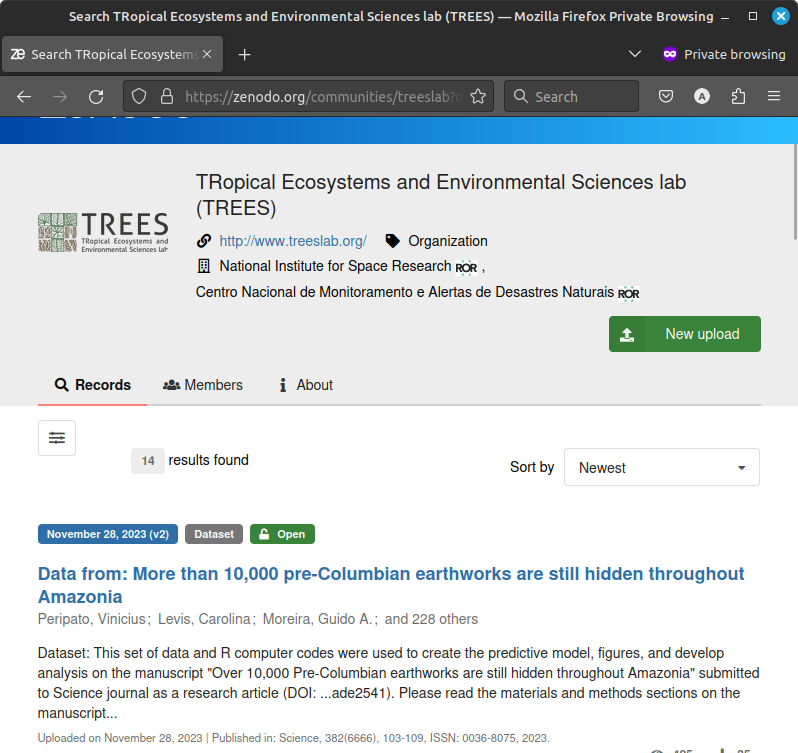 Search TRopical Ecosystems and Environmental Sciences lab (TREES) — Mozilla Firefox Private Browsing
Search TRopical Ecosystems
Private browsing
https://zenodo.org/communities/treeslab?
Search
TRopical Ecosystems and Environmental Sciences lab
(TREES)
TREES
TRopical Ecosystems and
Environmental Sciences lab
http://www.treeslab.org/ Organization
National Institute for Space Research ROR ,
Centro Nacional de Monitoramento e Alertas de Desastres Naturais ROR
New upload
Records Members About
14 results found
Sort by Newest
November 28, 2023 (v2) Dataset Open
Data from: More than 10,000 pre-Columbian earthworks are still hidden throughout
Amazonia
Peripato, Vinicius; Levis, Carolina; Moreira, Guido A.; and 228 others
Dataset: This set of data and R computer codes were used to create the predictive model, figures, and develop
analysis on the manuscript "Over 10,000 Pre-Columbian earthworks are still hidden throughout Amazonia" submitted
to Science journal as a research article (DOI: ...ade2541). Please read the materials and methods sections on the
manuscript...
Uploaded on November 28, 2023 | Published in: Science, 382(6666), 103-109, ISSN: 0036-8075, 2023.